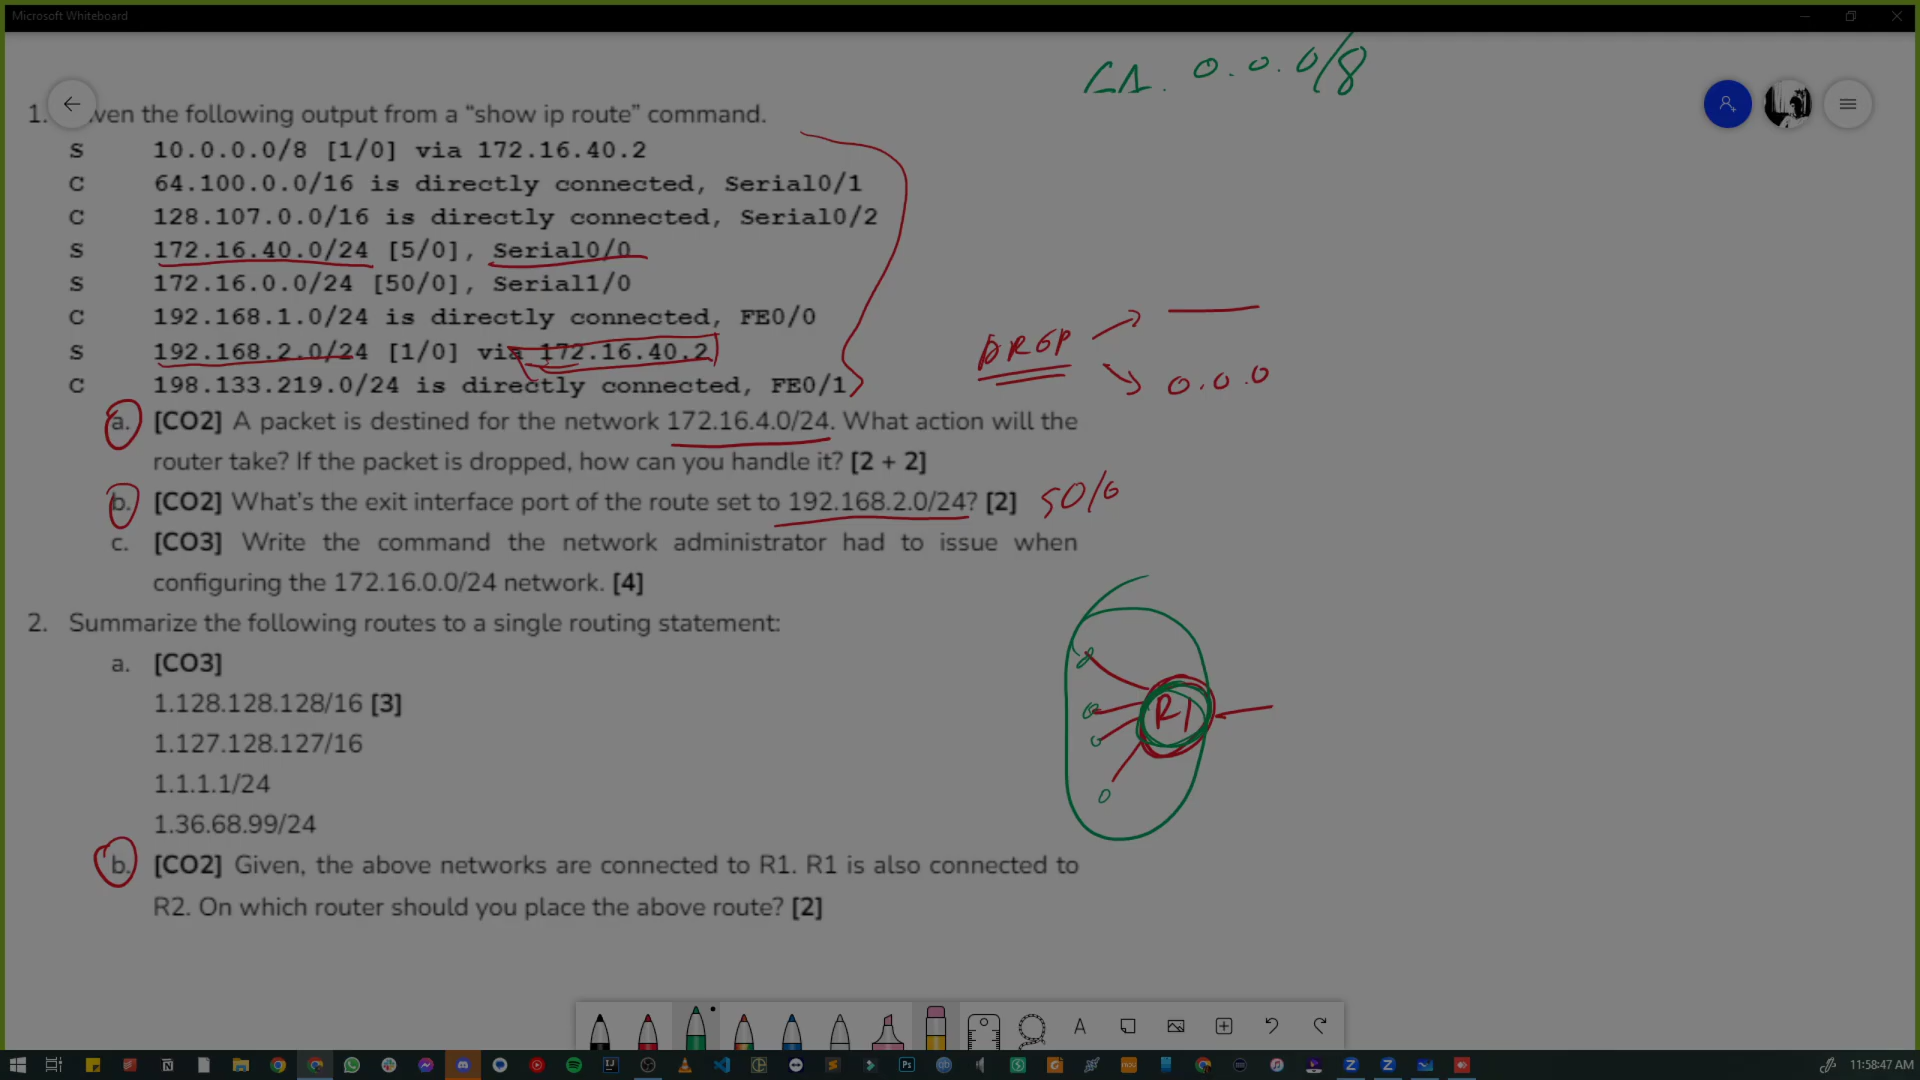 Microsoft Whiteboard
0.0.0/8
1. ven the following output from a “show ip route” command.
S 10.0.0.0/8 [1/0] via 172.16.40.2
C 64.100.0.0/16 is directly connected, Serial0/1
C 128.107.0.0/16 is directly connected, Serial0/2
S 172.16.40.0/24 [5/0], Serial0/0
S 172.16.0.0/24 [50/0], Serial1/0
C 192.168.1.0/24 is directly connected, FE0/0
S 192.168.2.0/24 [1/0] via 172.16.40.2
C 198.133.219.0/24 is directly connected, FE0/1
DROP
0.0.0
a. [CO2] A packet is destined for the network 172.16.4.0/24. What action will the
router take? If the packet is dropped, how can you handle it? [2 + 2]
b. [CO2] What's the exit interface port of the route set to 192.168.2.0/24? [2] S0/0
c. [CO3] Write the command the network administrator had to issue when
configuring the 172.16.0.0/24 network. [4]
2. Summarize the following routes to a single routing statement:
a. [CO3]
1.128.128.128/16 [3]
1.127.128.127/16
1.1.1.1/24
1.36.68.99/24
R1
b. [CO2] Given, the above networks are connected to R1. R1 is also connected to
R2. On which router should you place the above route? [2]
11:58:47 AM